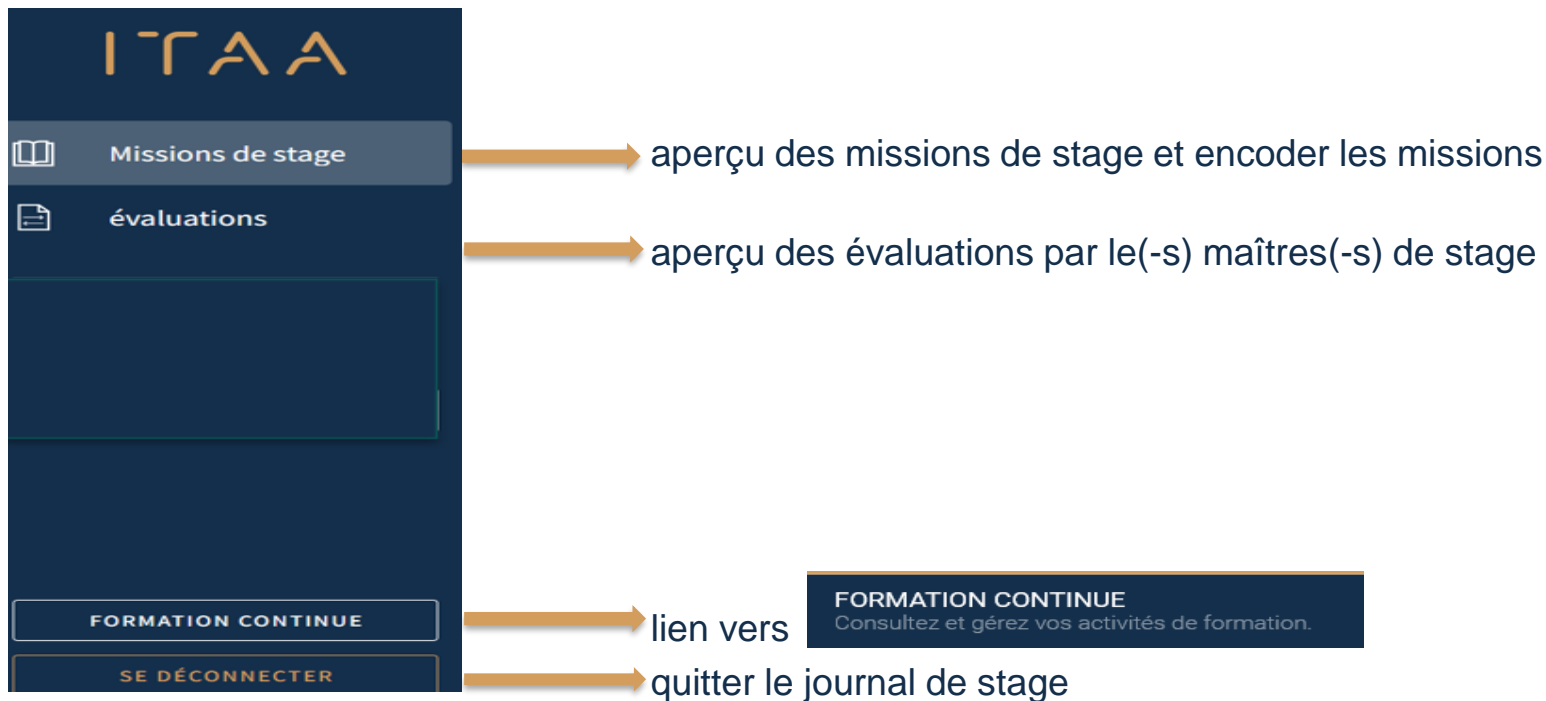 ITAA
Missions de stage
aperçu des missions de stage et encoder les missions
évaluations
aperçu des évaluations par le(-s) maîtres(-s) de stage
FORMATION CONTINUE
lien vers
FORMATION CONTINUE
Consultez et gérez vos activités de formation.
SE DÉCONNECTER
quitter le journal de stage